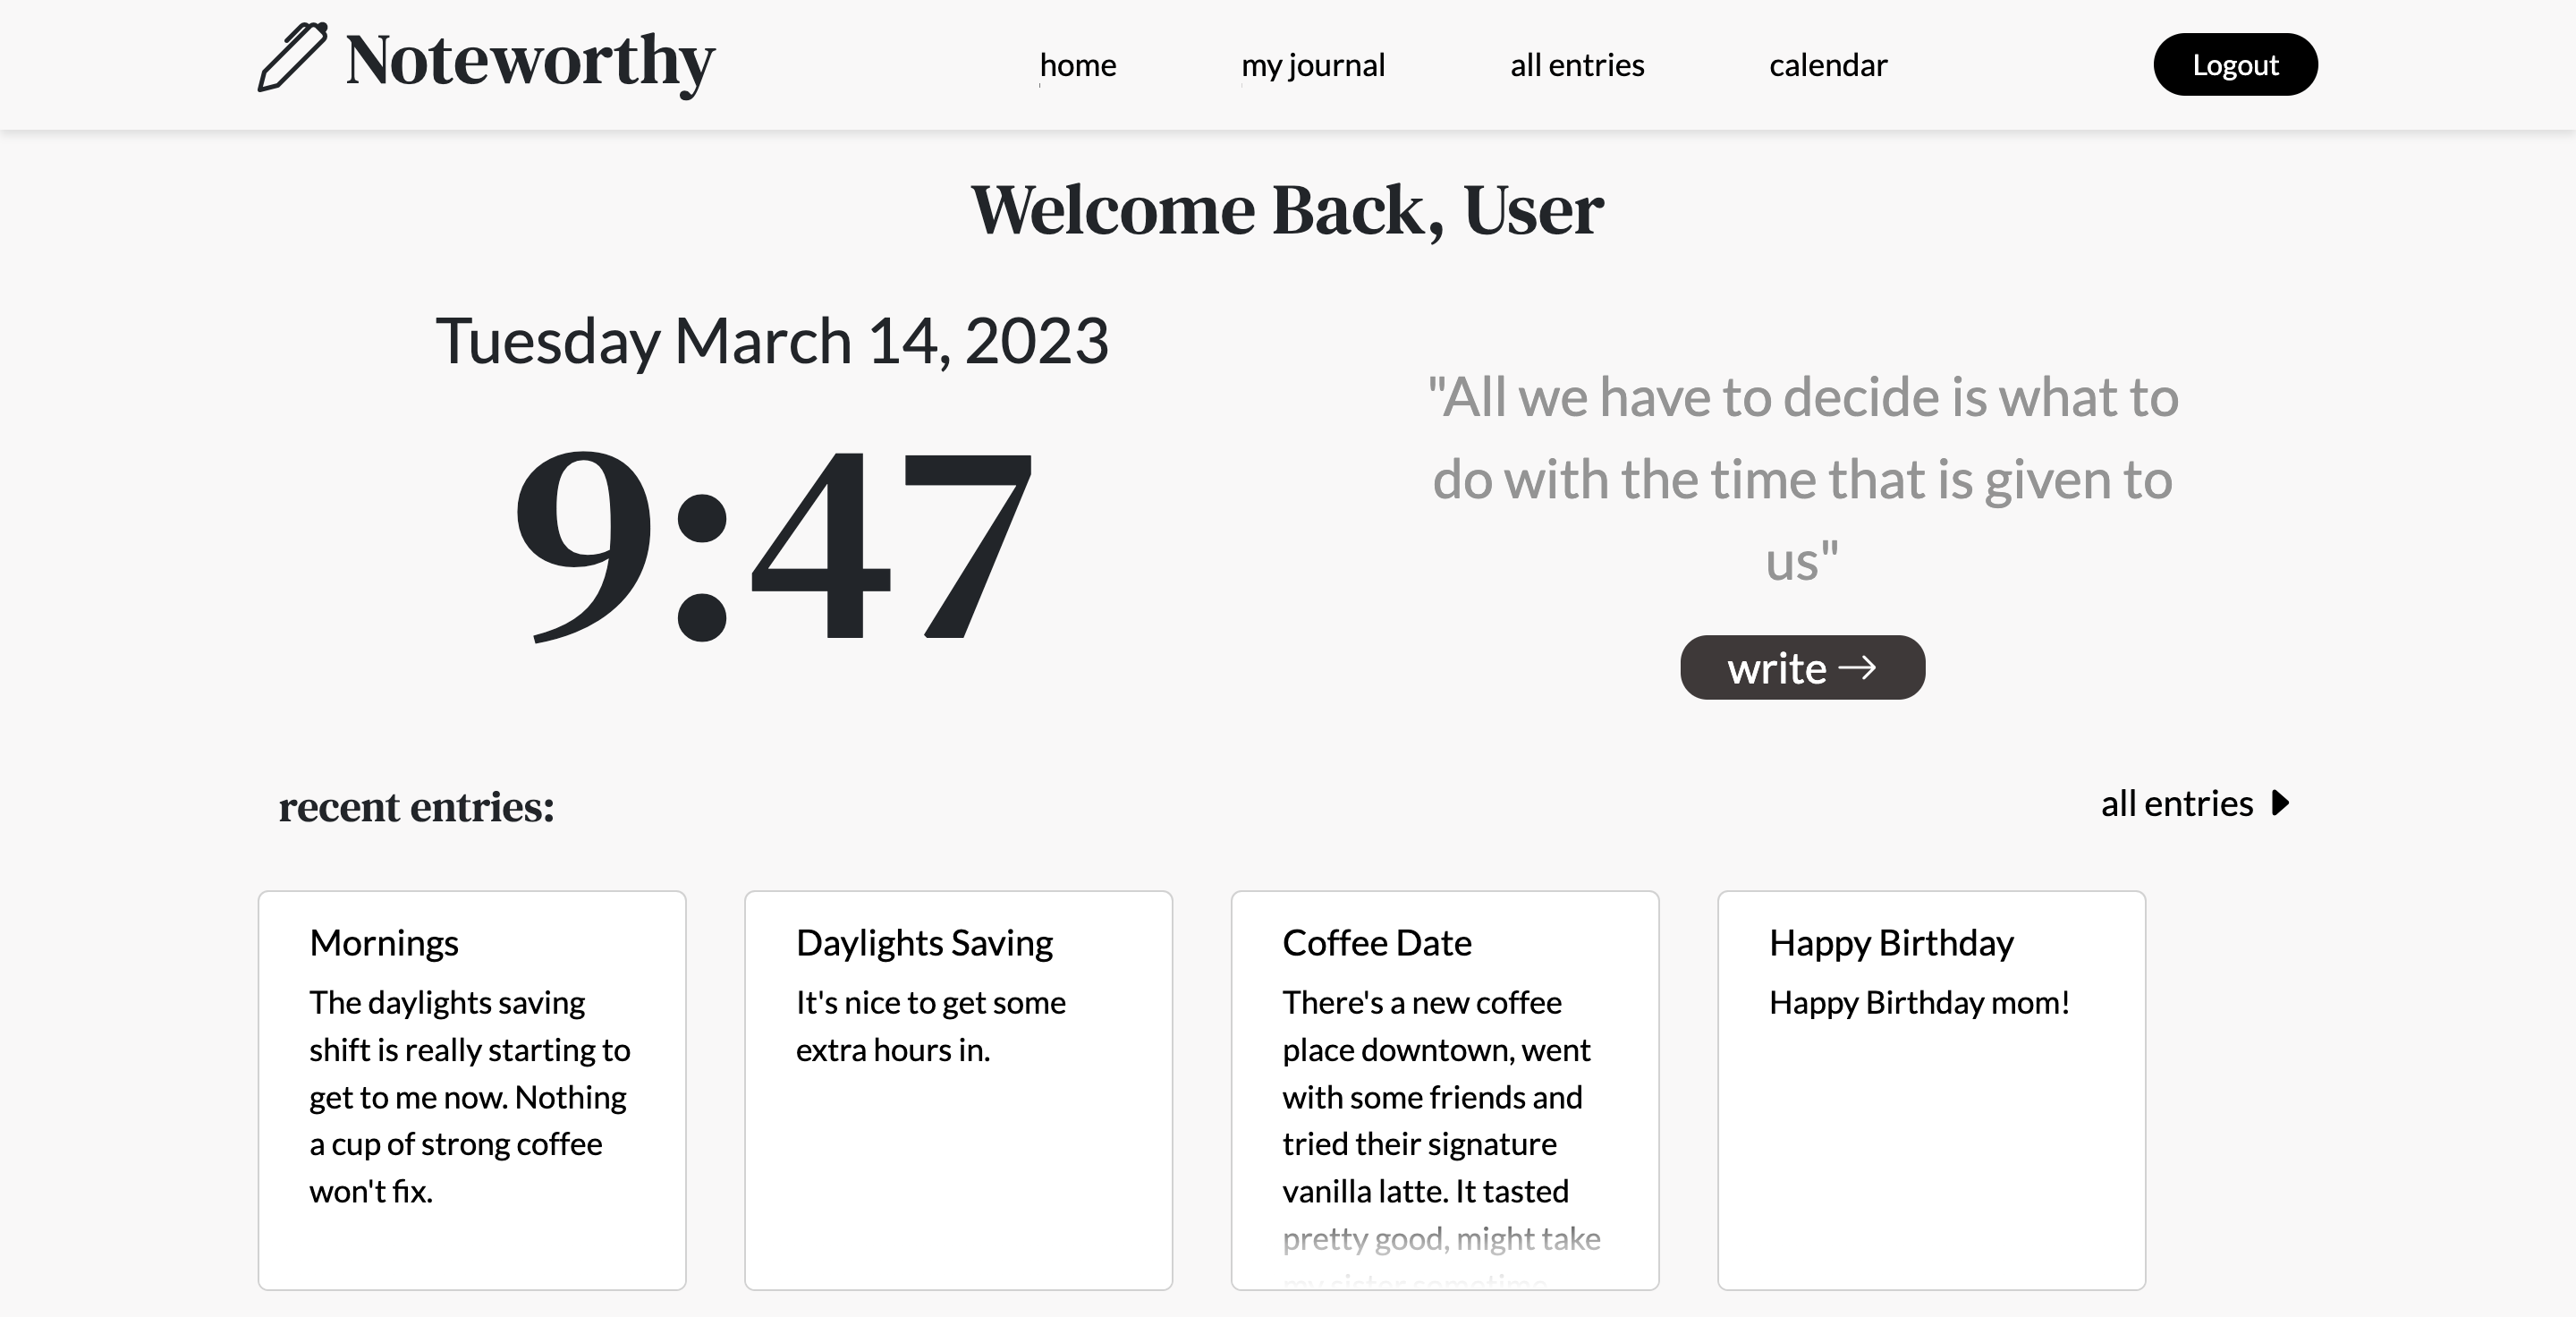 Noteworthy
home
my journal
all entries
calendar
Logout
Welcome Back, User
Tuesday March 14, 2023
9:47
"All we have to decide is what to
do with the time that is given to
us"
write →
recent entries:
all entries
Mornings
The daylights saving
shift is really starting to
get to me now. Nothing
a cup of strong coffee
won't fix.
Daylights Saving
It's nice to get some
extra hours in.
Coffee Date
There's a new coffee
place downtown, went
with some friends and
tried their signature
vanilla latte. It tasted
pretty good, might take
my sister sometime
Happy Birthday
Happy Birthday mom!